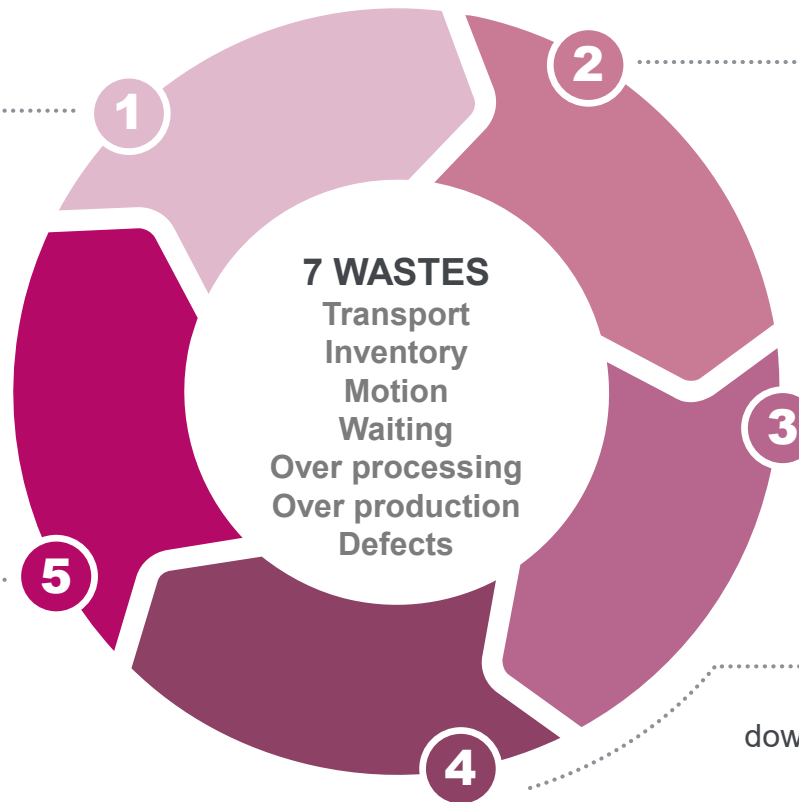 1
2
7 WASTES
Transport
Inventory
Motion
Waiting
Over processing
Over production
Defects
3
5
4
dow